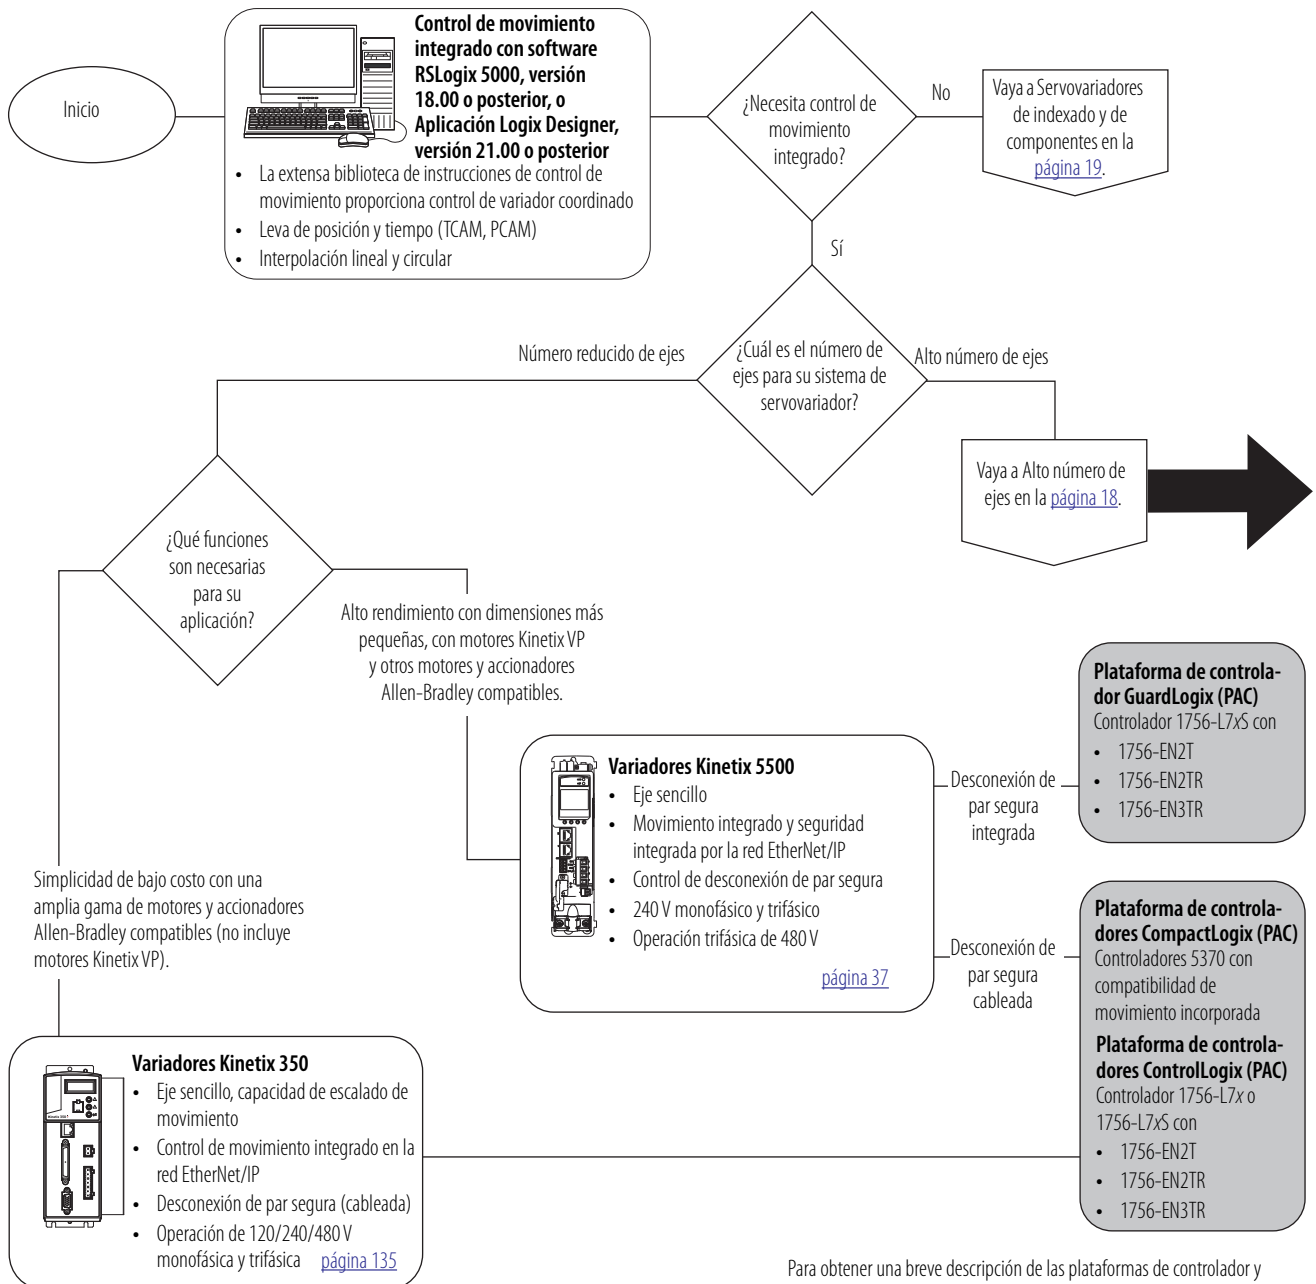 Inicio
Control de movimiento
integrado con software
RSLogix 5000, versión
18.00 o posterior, o
Aplicación Logix Designer,
versión 21.00 o posterior
• La extensa biblioteca de instrucciones de control de
movimiento proporciona control de variador coordinado
• Leva de posición y tiempo (TCAM, PCAM)
• Interpolación lineal y circular
¿Necesita control de
movimiento
integrado?
No
Vaya a Servovariadores
de indexado y de
componentes en la
página 19.
Sí
Número reducido de ejes
¿Cuál es el número de
ejes para su sistema de
servovariador?
Alto número de ejes
Vaya a Alto número de
ejes en la página 18.
¿Qué funciones
son necesarias
para su
aplicación?
Alto rendimiento con dimensiones más
pequeñas, con motores Kinetix VP
y otros motores y accionadores
Allen-Bradley compatibles.
Variadores Kinetix 5500
• Eje sencillo
• Movimiento integrado y seguridad
integrada por la red EtherNet/IP
• Control de desconexión de par segura
• 240 V monofásico y trifásico
• Operación trifásica de 480 V
página 37
Desconexión de
par segura
integrada
Plataforma de controla-
dor GuardLogix (PAC)
Controlador 1756-L7xS con
• 1756-EN2T
• 1756-EN2TR
• 1756-EN3TR
Desconexión de
par segura
cableada
Plataforma de controla-
dores CompactLogix (PAC)
Controladores 5370 con
compatibilidad de
movimiento incorporada
Plataforma de controla-
dores ControlLogix (PAC)
Controlador 1756-L7x o
1756-L7xS con
• 1756-EN2T
• 1756-EN2TR
• 1756-EN3TR
Simplicidad de bajo costo con una
amplia gama de motores y accionadores
Allen-Bradley compatibles (no incluye
motores Kinetix VP).
Variadores Kinetix 350
• Eje sencillo, capacidad de escalado de
movimiento
• Control de movimiento integrado en la
red EtherNet/IP
• Desconexión de par segura (cableada)
• Operación de 120/240/480 V
monofásica y trifásica página 135
Para obtener una breve descripción de las plataformas de controlador y